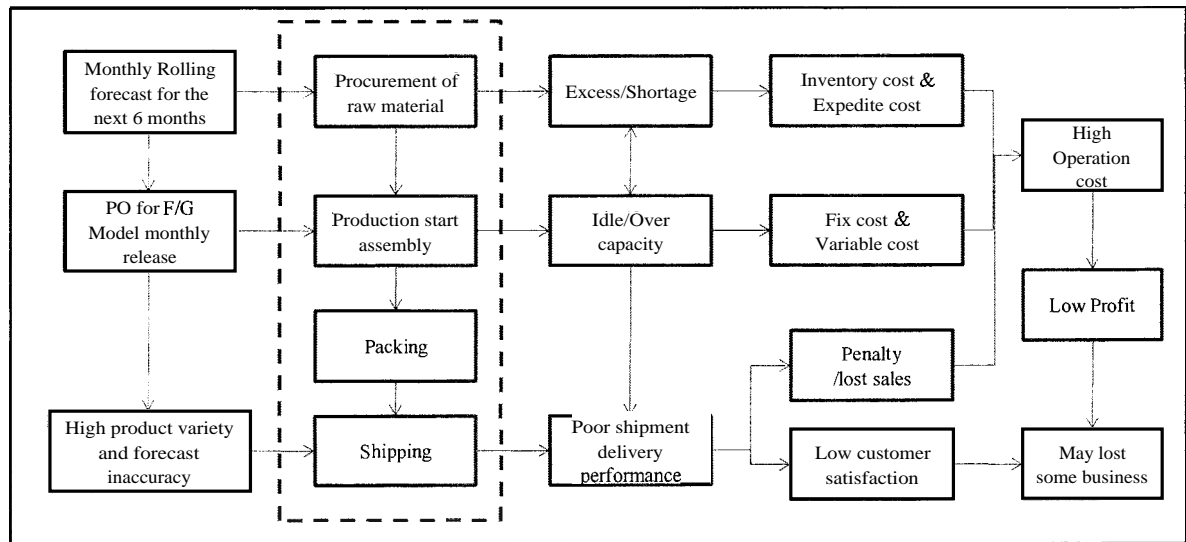 Monthly Rolling
forecast for the
next 6 months
Procurement of
raw material
Excess/Shortage
Inventory cost &
Expedite cost
High
Operation
cost
PO for F/G
Model monthly
release
Production start
assembly
Idle/Over
capacity
Fix cost &
Variable cost
Low Profit
Packing
Penalty
/lost sales
High product variety
and forecast
inaccuracy
Shipping
Poor shipment
delivery
performance
Low customer
satisfaction
May lost
some business